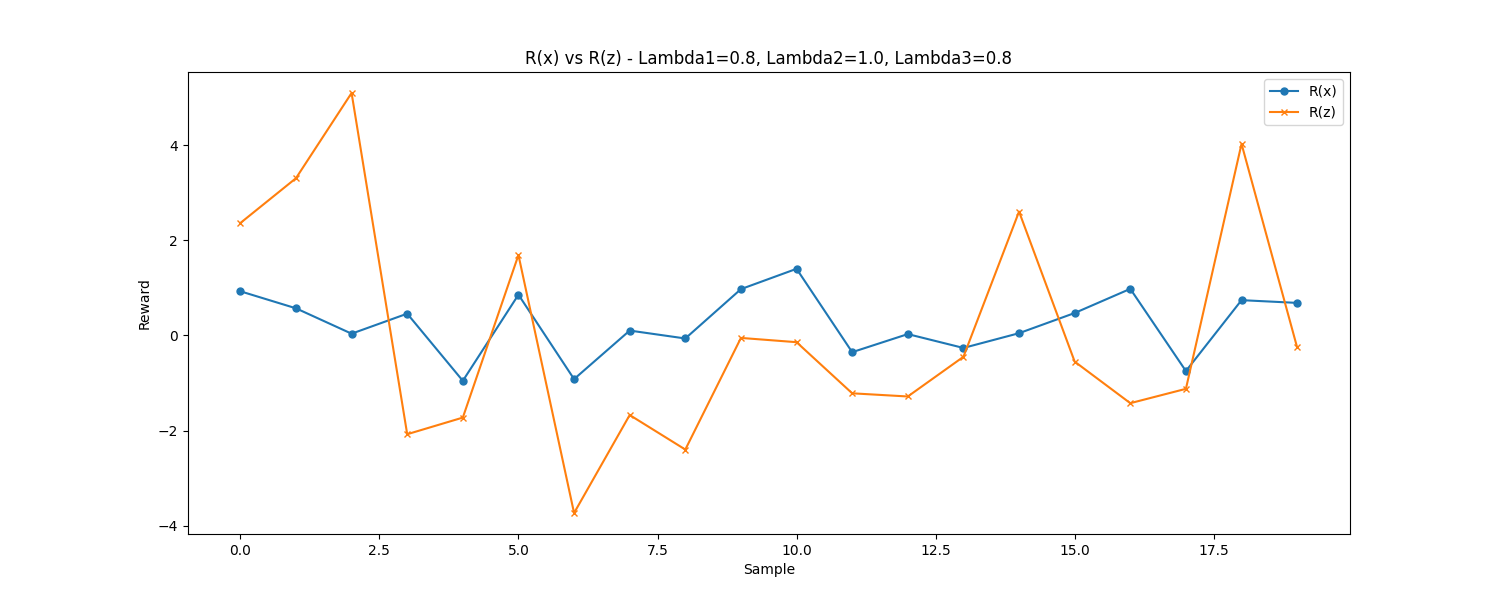 R(x) vs R(z) - Lambda1=0.8, Lambda2=1.0, Lambda3=0.8
R(x)
R(z)
Reward
4
2
0
−2
−4
0.0 2.5 5.0 7.5 10.0 12.5 15.0 17.5
Sample